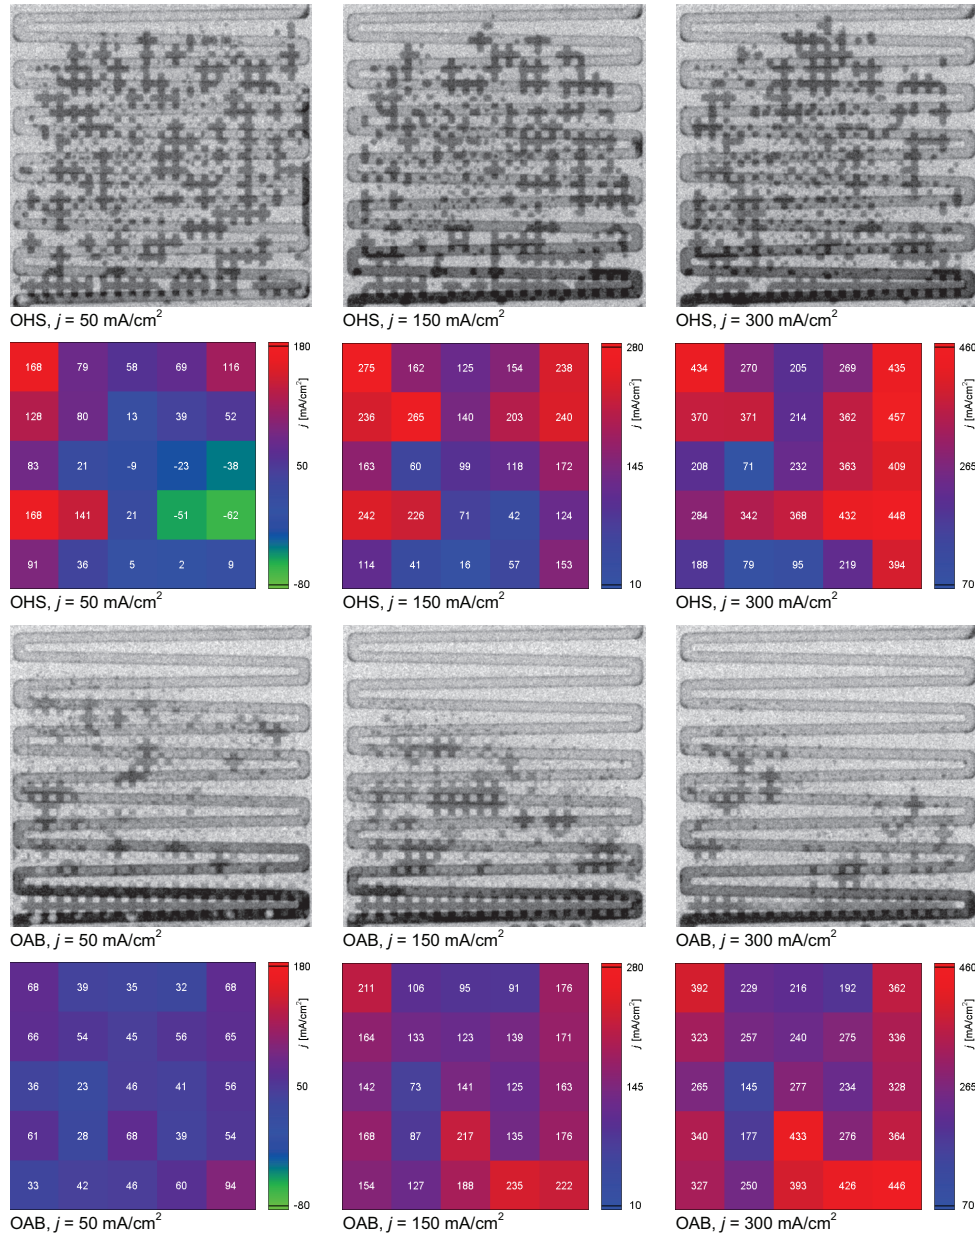 OHS, j = 50 mA/cm²
OHS, j = 150 mA/cm²
OHS, j = 300 mA/cm²
168 79 58 69 116
128 80 13 39 52
83 21 -9 -23 -38
168 141 21 -51 -62
91 36 5 2 9
180
50
-80
j [mA/cm²]
OHS, j = 50 mA/cm²
275 162 125 154 238
236 265 140 203 240
163 60 99 118 172
242 226 71 42 124
114 41 16 57 153
280
145
10
j [mA/cm²]
OHS, j = 150 mA/cm²
434 270 205 269 435
370 371 214 362 457
208 71 232 363 409
284 342 368 432 448
188 79 95 219 394
460
265
70
j [mA/cm²]
OHS, j = 300 mA/cm²
OAB, j = 50 mA/cm²
OAB, j = 150 mA/cm²
OAB, j = 300 mA/cm²
68 39 35 32 68
66 54 45 56 65
36 23 46 41 56
61 28 68 39 54
33 42 46 60 94
180
50
-80
j [mA/cm²]
OAB, j = 50 mA/cm²
211 106 95 91 176
164 133 123 139 171
142 73 141 125 163
168 87 217 135 176
154 127 188 235 222
280
145
10
j [mA/cm²]
OAB, j = 150 mA/cm²
392 229 216 192 362
323 257 240 275 336
265 145 277 234 328
340 177 433 276 364
327 250 393 426 446
460
265
70
j [mA/cm²]
OAB, j = 300 mA/cm²